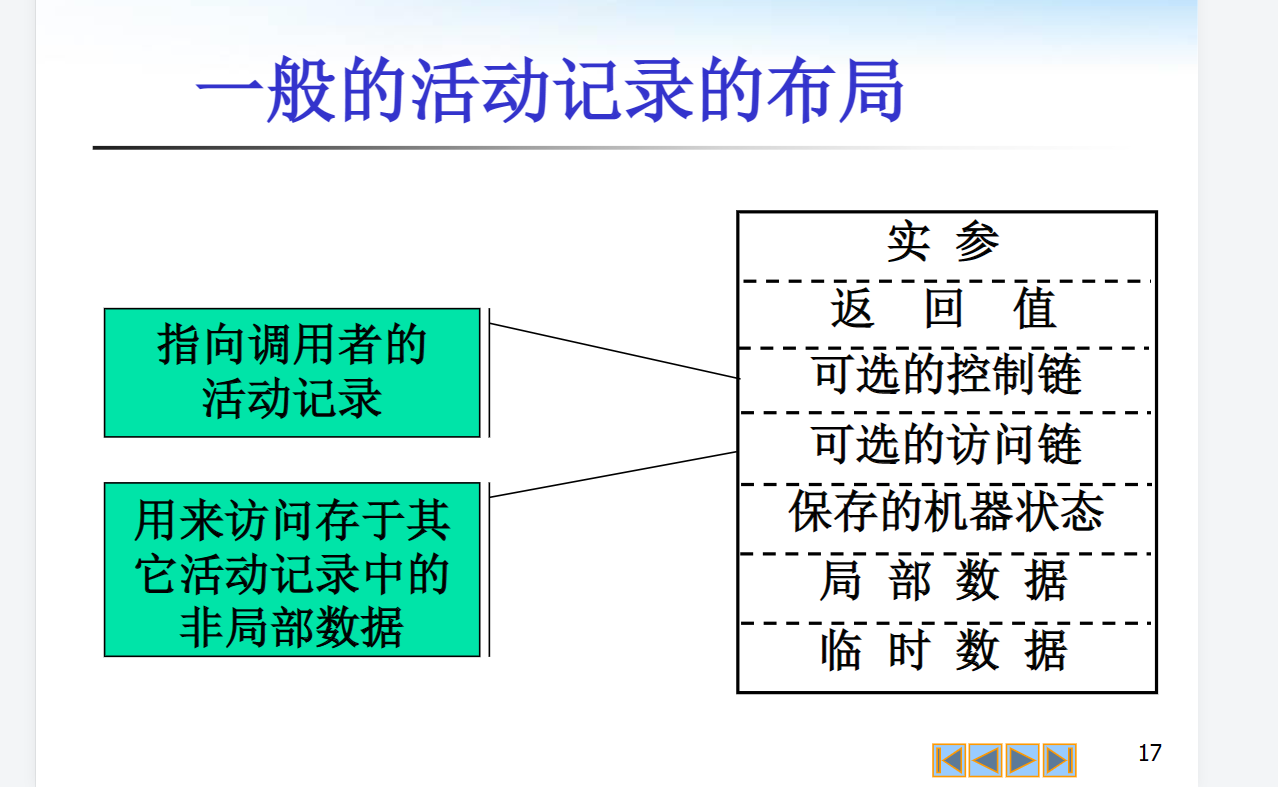 一般的活动记录的布局
实 参
返 回 值
指向调用者的
活动记录
可选的控制链
可选的访问链
用来访问存于其
它活动记录中的
非局部数据
保存的机器状态
局 部 数 据
临 时 数 据
17